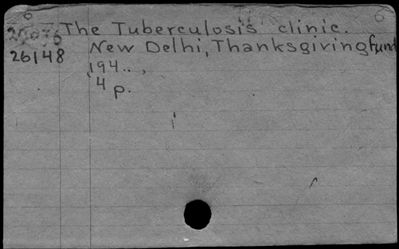 The Tuberculosis clinic.
26148 New Delhi, Thanksgiving fund
194..,
4 p.